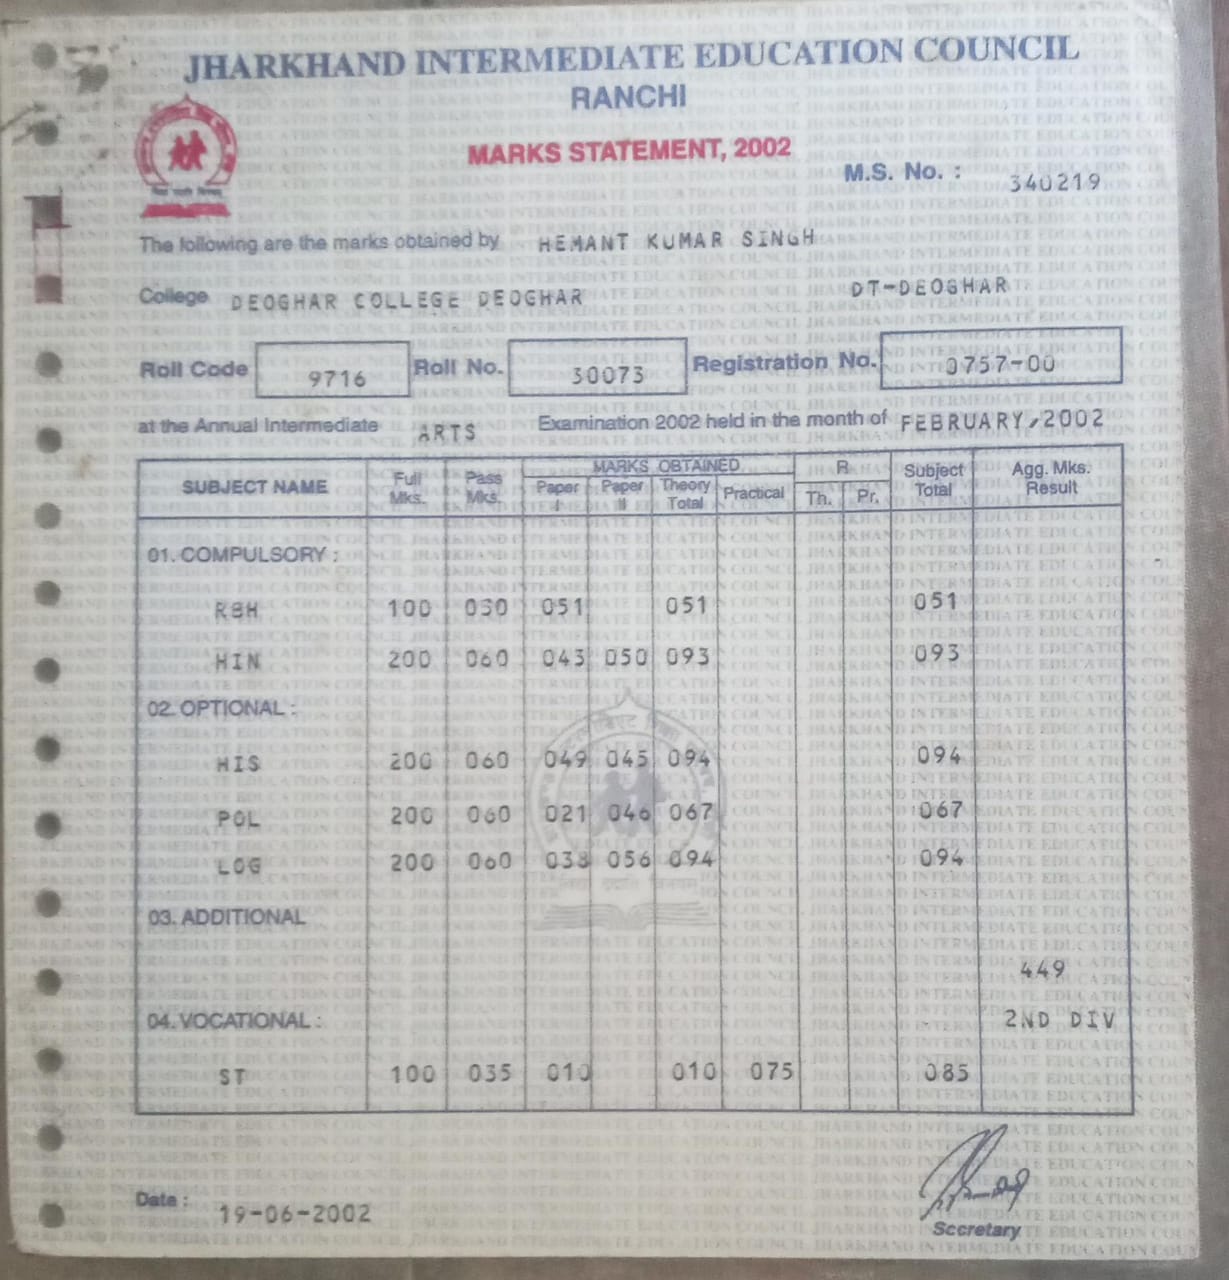 JHARKHAND INTERMEDIATE EDUCATION COUNCIL
RANCHI
MARKS STATEMENT, 2002
M.S. No. : 340219
The following are the marks obtained by HEMANT KUMAR SINGH
College DEOGHAR COLLEGE DEOGHAR DT-DEOGHAR
Roll Code 9716 Roll No. 30073 Registration No. 0757-00
at the Annual Intermediate ARTS Examination 2002 held in the month of FEBRUARY,2002
SUBJECT NAME Full Mks. Pass Mks. MARKS OBTAINED R Subject Total Agg. Mks. Result
Paper I Paper II Theory Total Practical Th. Pr.
01. COMPULSORY :
RBH 100 030 051 051 051
HIN 200 060 043 050 093 093
02. OPTIONAL :
HIS 200 060 049 045 094 094
POL 200 060 021 046 067 067
LOG 200 060 038 056 094 094
03. ADDITIONAL
449
04. VOCATIONAL : 2ND DIV
ST 100 035 010 010 075 085
Date : 19-06-2002
Secretary